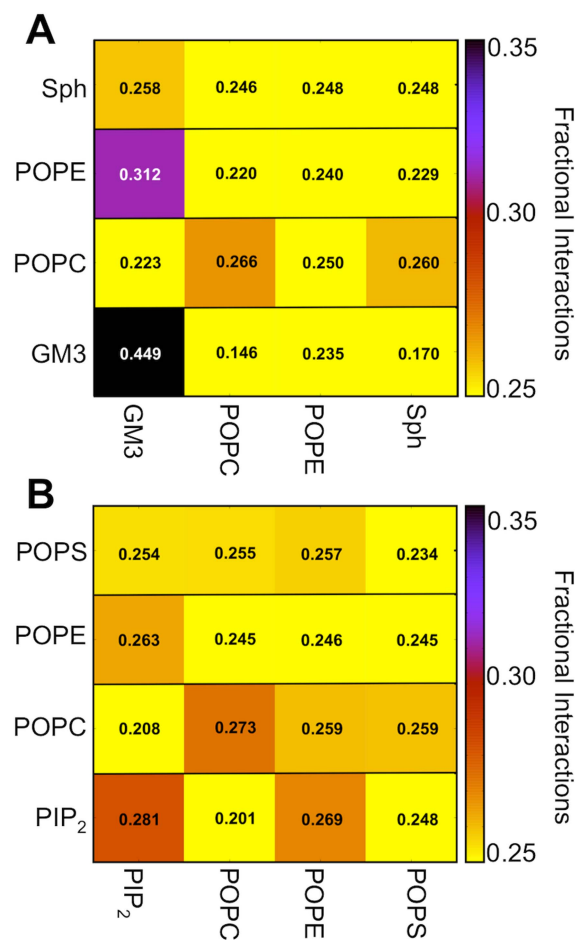 A
Sph 0.258 0.246 0.248 0.248
POPE 0.312 0.220 0.240 0.229
POPC 0.223 0.266 0.250 0.260
GM3 0.449 0.146 0.235 0.170
GM3 POPC POPE Sph
0.35
0.30
0.25
Fractional Interactions
B
POPS 0.254 0.255 0.257 0.234
POPE 0.263 0.245 0.246 0.245
POPC 0.208 0.273 0.259 0.259
PIP₂ 0.281 0.201 0.269 0.248
PIP₂ POPC POPE POPS
0.35
0.30
0.25
Fractional Interactions